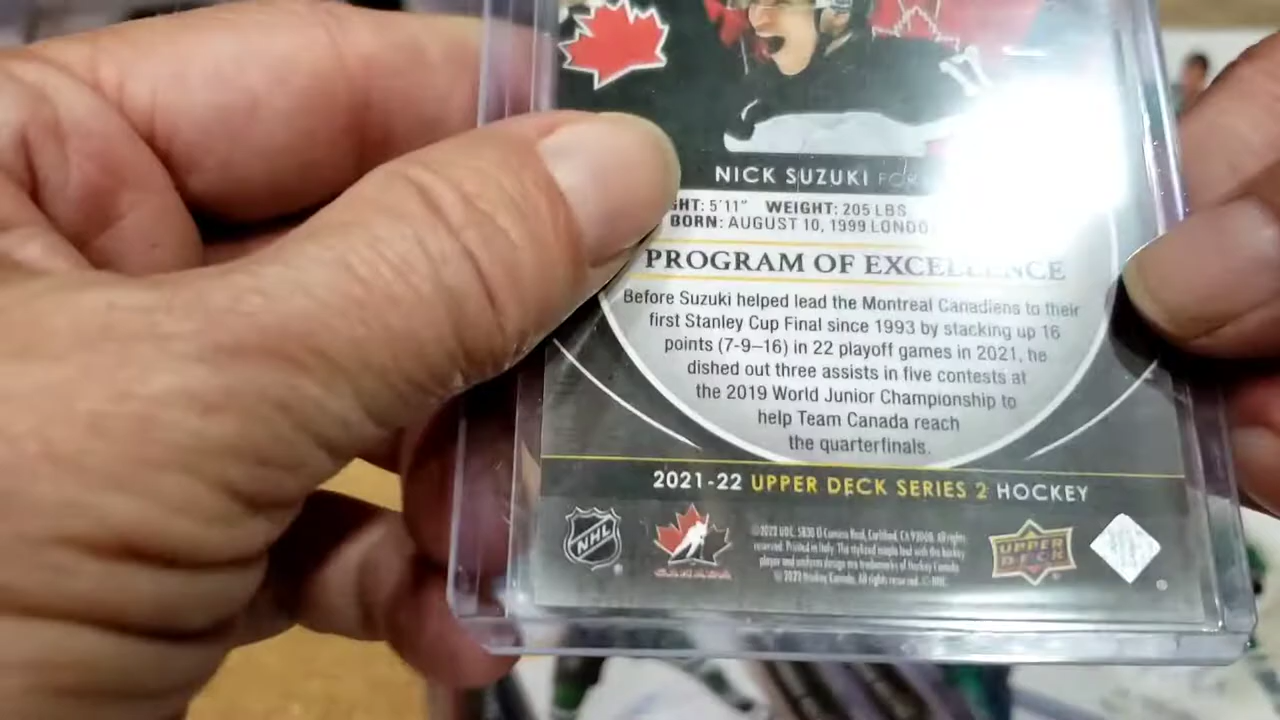 NICK SUZUKI
5'11" WEIGHT: 205 LBS
BORN: AUGUST 10, 1999
PROGRAM OF EXCELLENCE
Before Suzuki helped lead the Montreal Canadiens to their
first Stanley Cup Final since 1993 by stacking up 16
points (7-9–16) in 22 playoff games in 2021, he
dished out three assists in five contests at
the 2019 World Junior Championship to
help Team Canada reach
the quarterfinals.
2021-22 UPPER DECK SERIES 2 HOCKEY
NHL
CANADA
©2022 UDC. 5830 El Camino Real, Carlsbad, CA 92008. All rights
reserved. Printed in Italy. The stylized maple leaf with the hockey
player and uniform design are trademarks of Hockey Canada
© 2022 Hockey Canada. All rights reserved.
UPPER
DECK